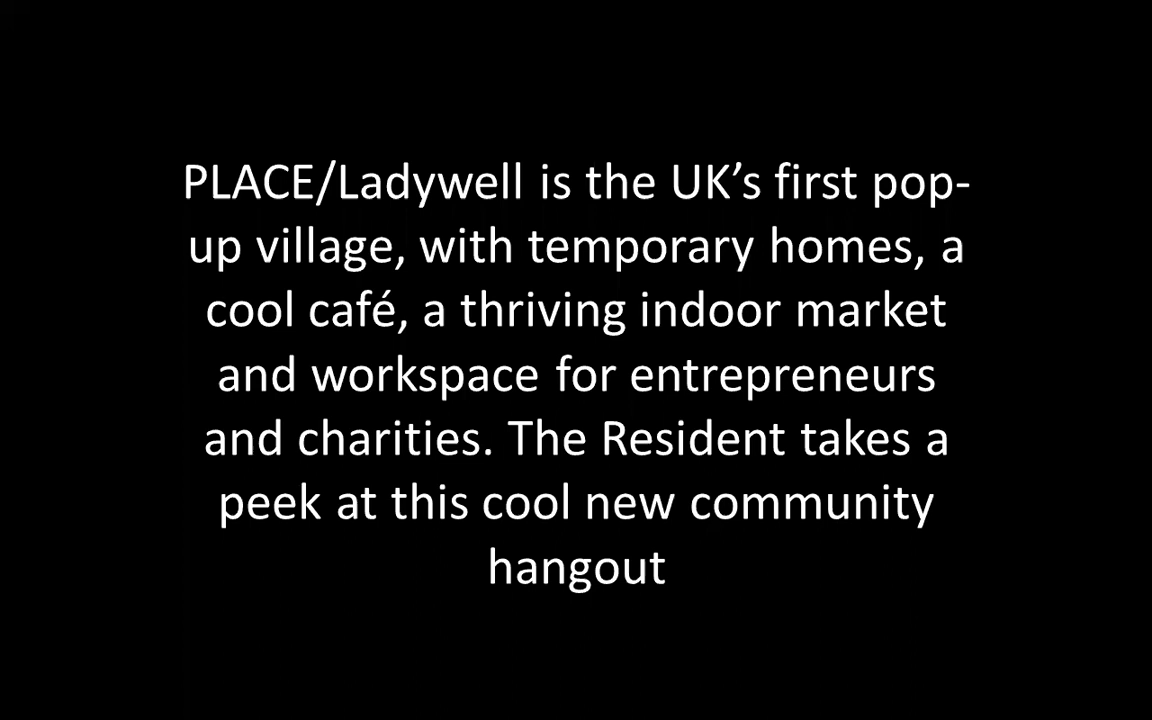 PLACE/Ladywell is the UK’s first pop-
up village, with temporary homes, a
cool café, a thriving indoor market
and workspace for entrepreneurs
and charities. The Resident takes a
peek at this cool new community
hangout